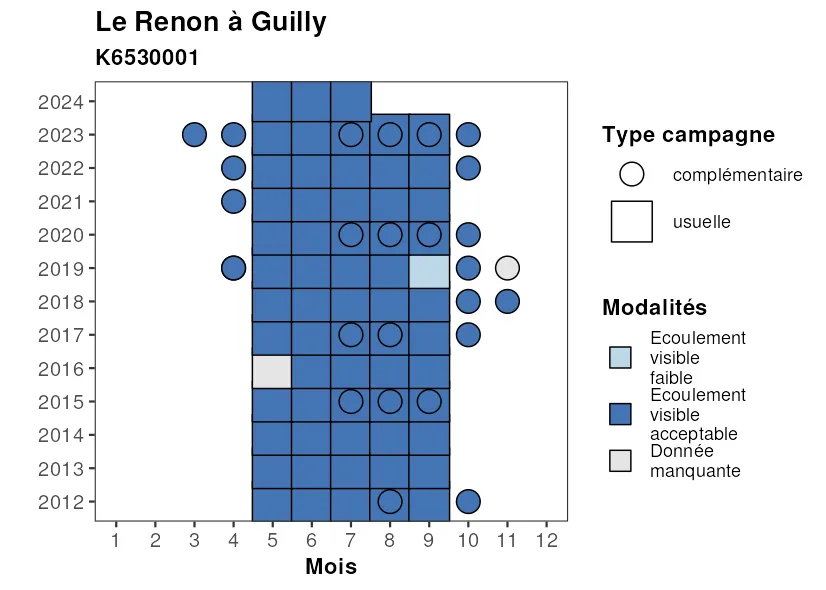 Le Renon à Guilly
K6530001
2024
2023
2022
2021
2020
2019
2018
2017
2016
2015
2014
2013
2012
1 2 3 4 5 6 7 8 9 10 11 12
Mois
Type campagne
complémentaire
usuelle
Modalités
Ecoulement
visible
faible
Ecoulement
visible
acceptable
Donnée
manquante